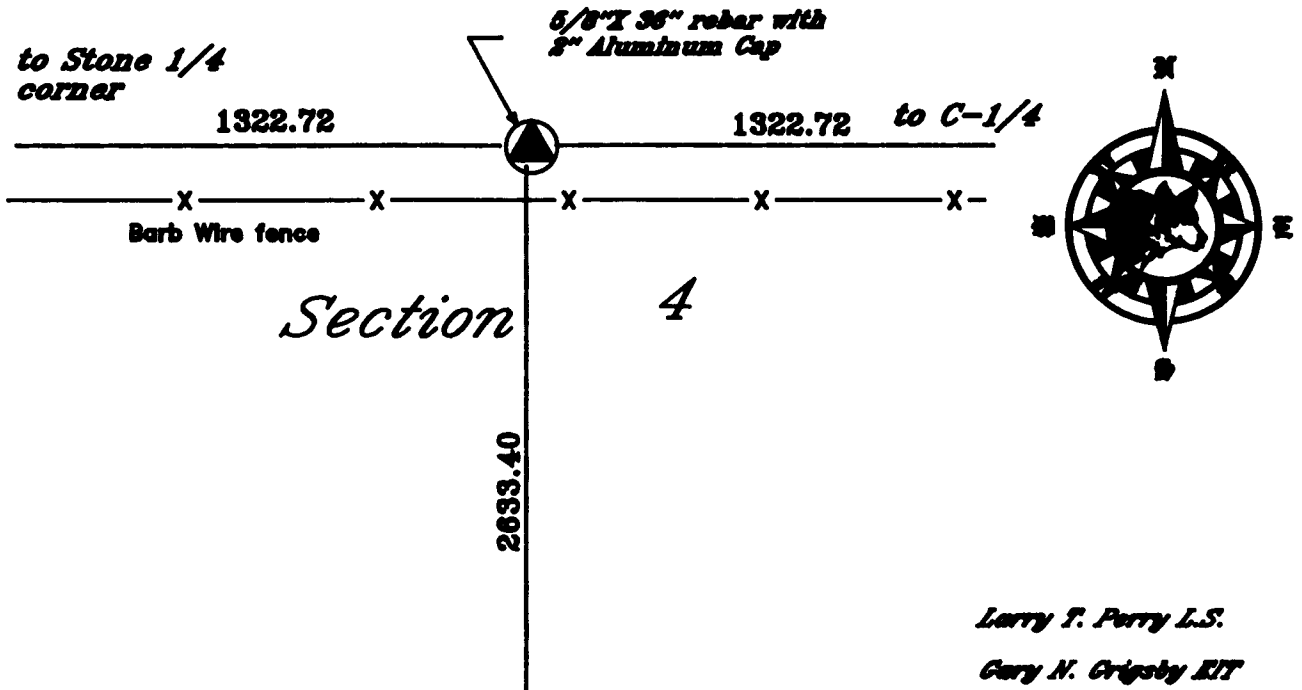 5/8"X 36" rebar with
2" Aluminum Cap
to Stone 1/4
corner
1322.72
1322.72
to C-1/4
N
X X X X X
Barb Wire fence
W
E
Section 4
S
2633.40
Larry T. Perry L.S.
Gary N. Grigsby EIT